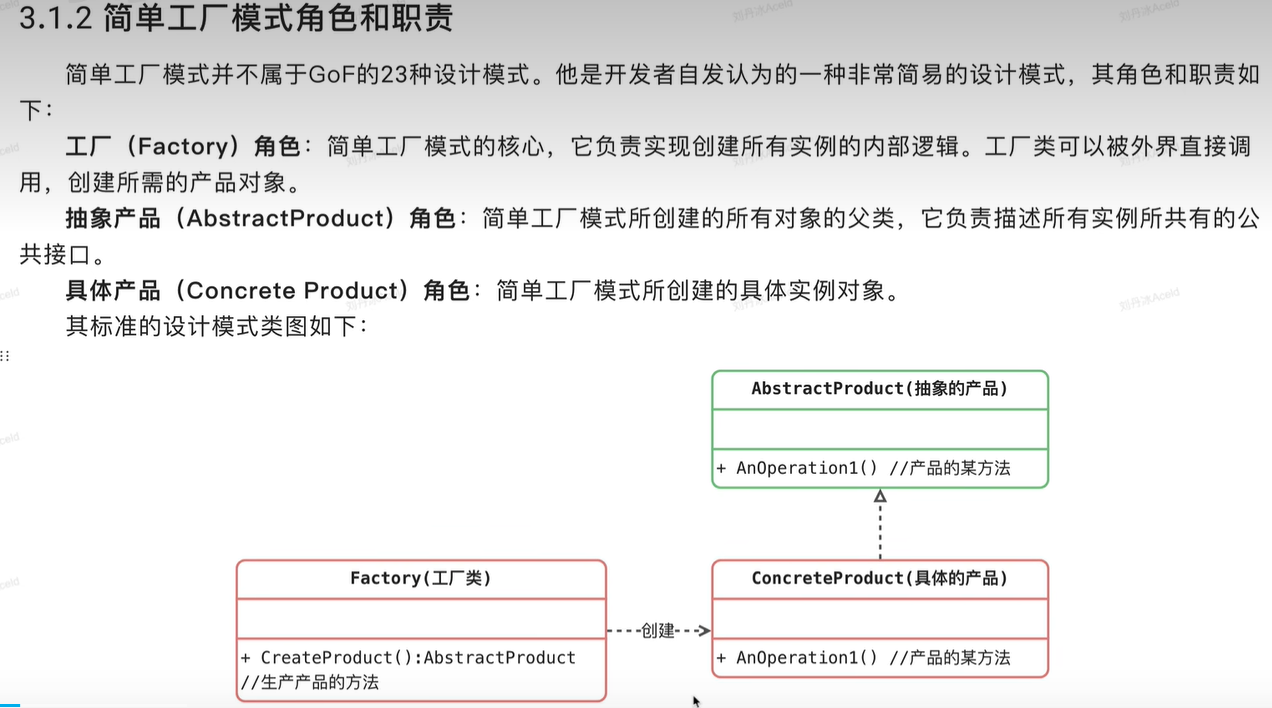 3.1.2 简单工厂模式角色和职责
简单工厂模式并不属于GoF的23种设计模式。他是开发者自发认为的一种非常简易的设计模式，其角色和职责如
下：
工厂（Factory）角色：简单工厂模式的核心，它负责实现创建所有实例的内部逻辑。工厂类可以被外界直接调
用，创建所需的产品对象。
抽象产品（AbstractProduct）角色：简单工厂模式所创建的所有对象的父类，它负责描述所有实例所共有的公
共接口。
具体产品（Concrete Product）角色：简单工厂模式所创建的具体实例对象。
其标准的设计模式类图如下：
AbstractProduct(抽象的产品)
+ AnOperation1() //产品的某方法
Factory(工厂类)
+ CreateProduct():AbstractProduct
//生产产品的方法
创建
ConcreteProduct(具体的产品)
+ AnOperation1() //产品的某方法
刘丹冰Aceld